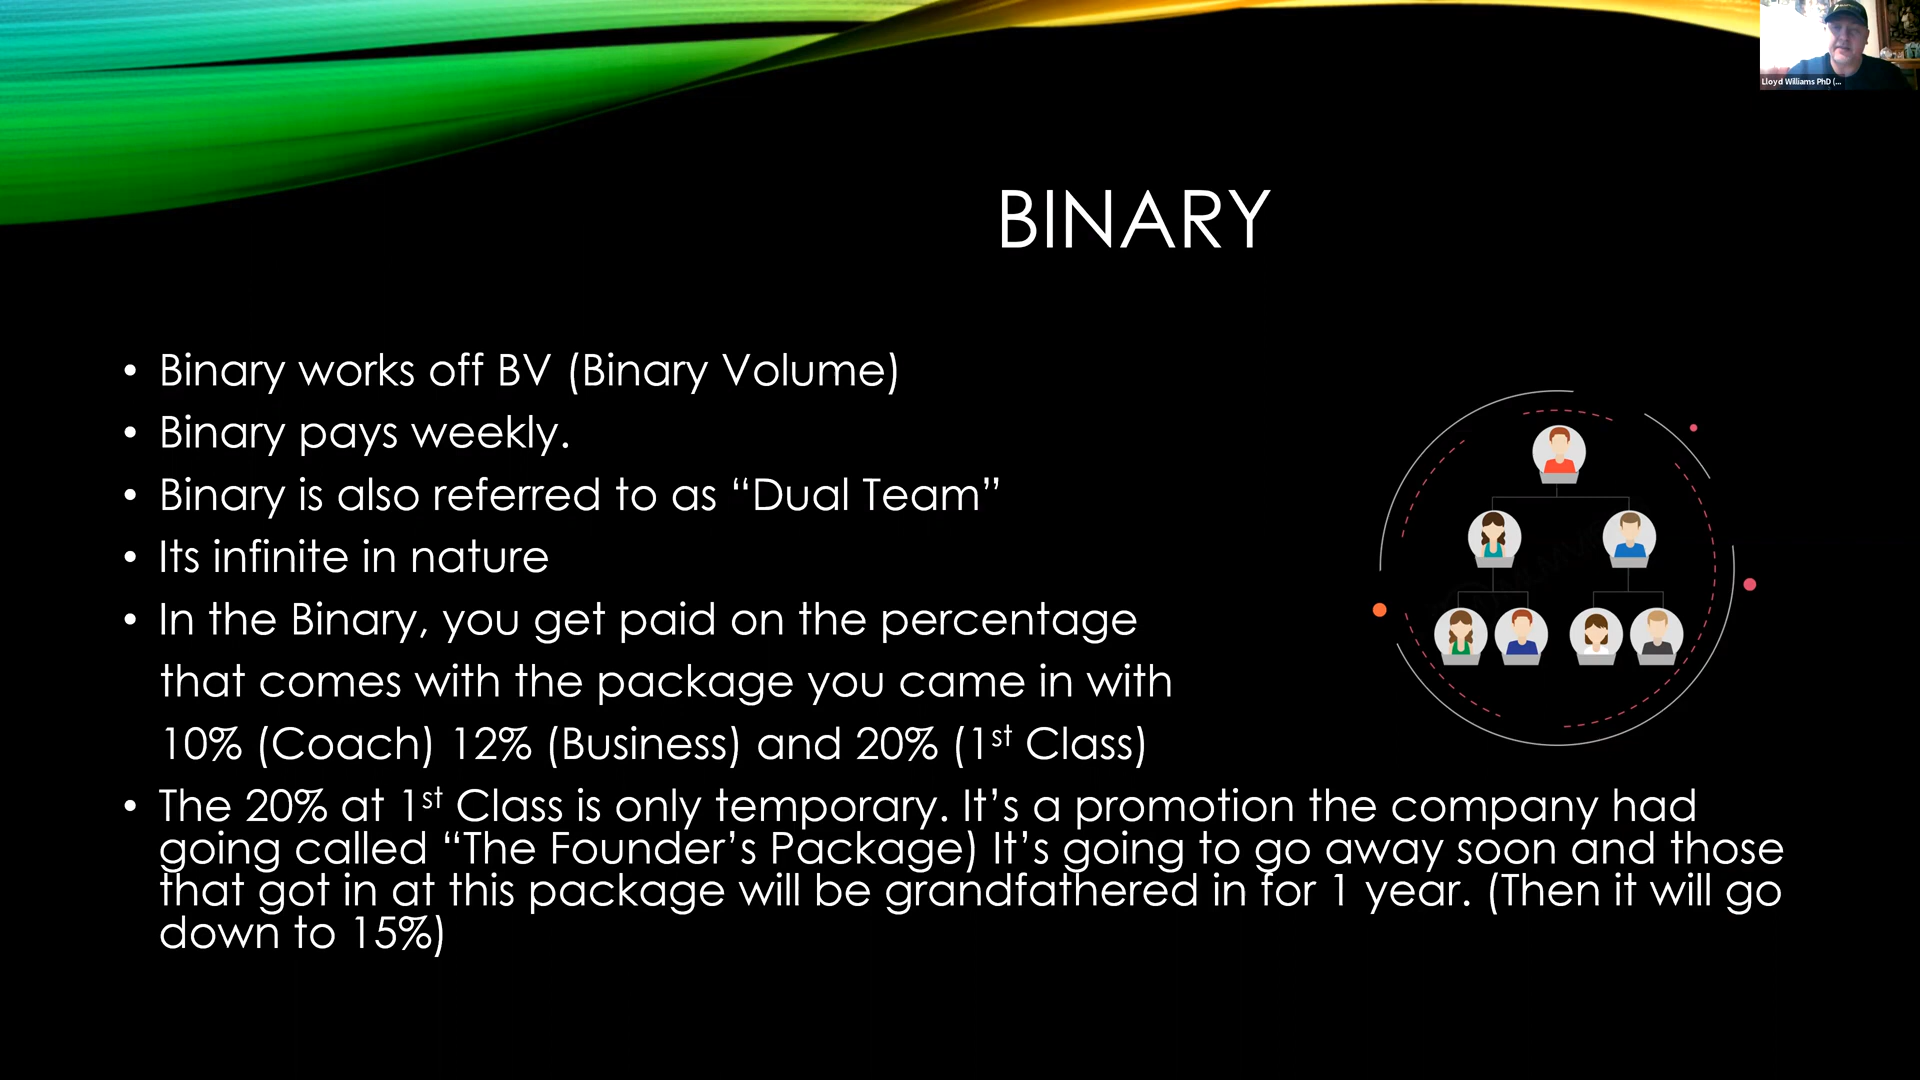 Lloyd Williams PhD (...
BINARY
• Binary works off BV (Binary Volume)
• Binary pays weekly.
• Binary is also referred to as “Dual Team”
• Its infinite in nature
• In the Binary, you get paid on the percentage
that comes with the package you came in with
10% (Coach) 12% (Business) and 20% (1st Class)
• The 20% at 1st Class is only temporary. It’s a promotion the company had
going called “The Founder’s Package) It’s going to go away soon and those
that got in at this package will be grandfathered in for 1 year. (Then it will go
down to 15%)